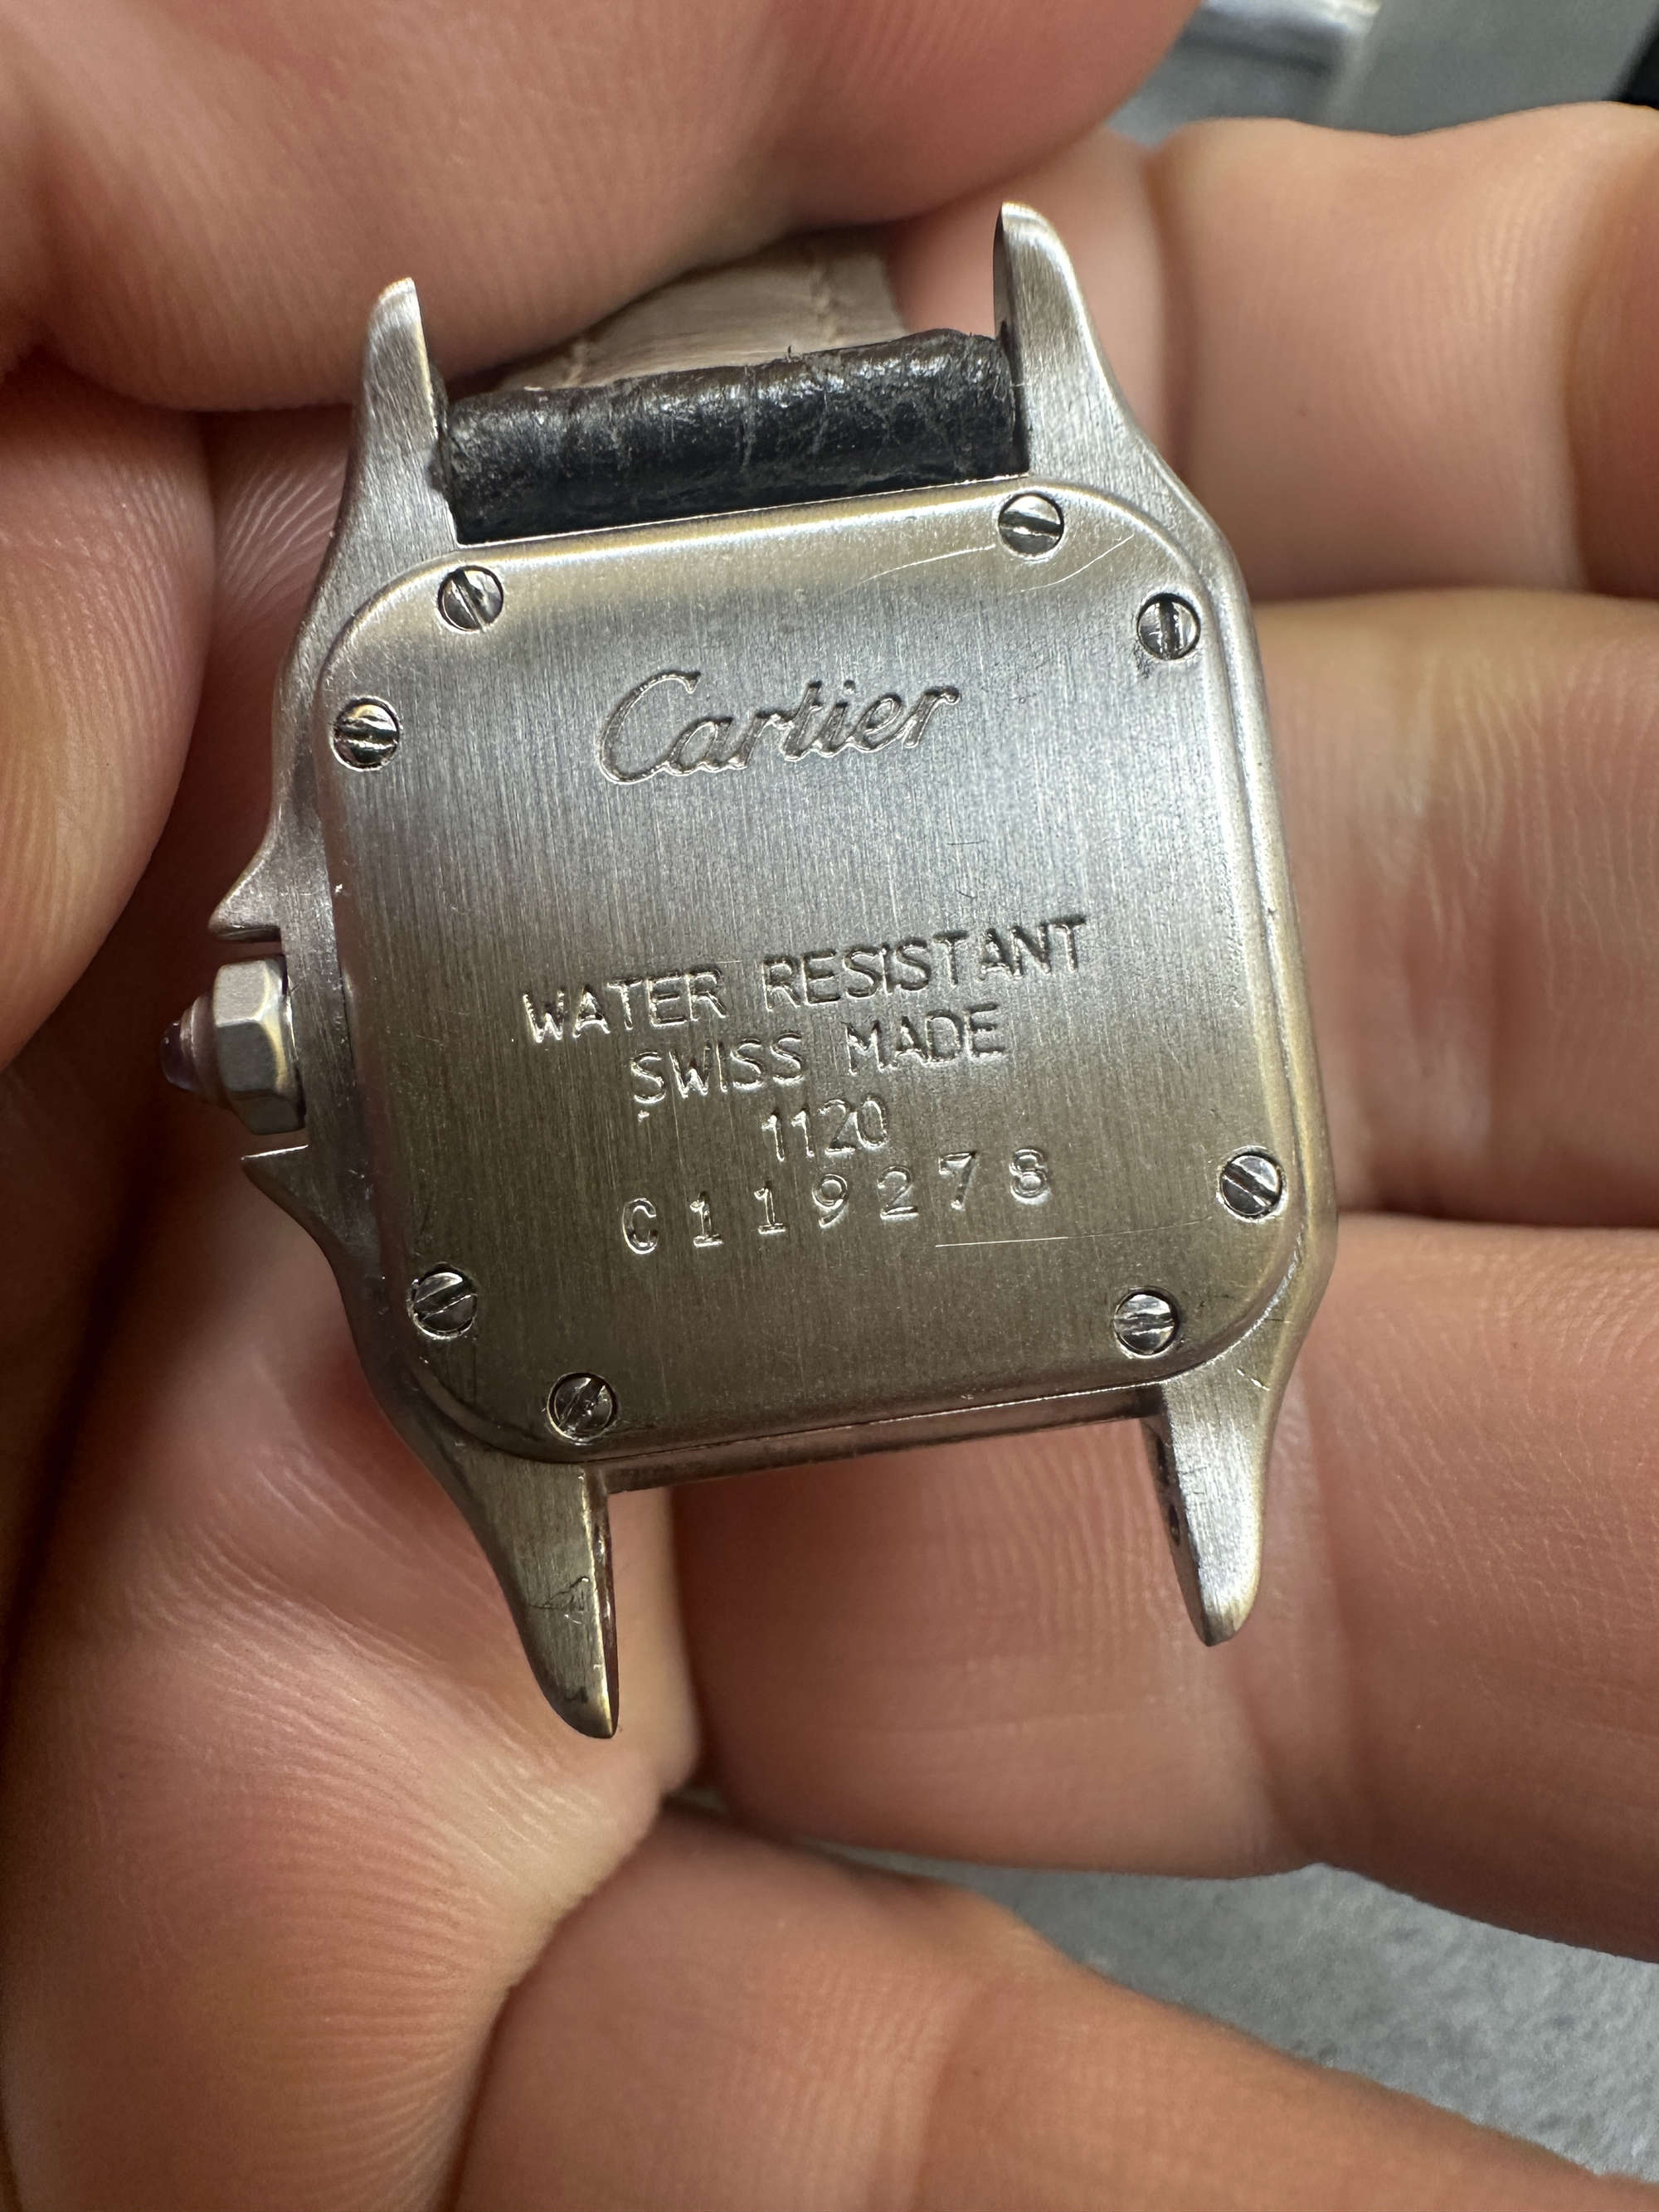 Cartier
WATER RESISTANT
SWISS MADE
1120
C119278